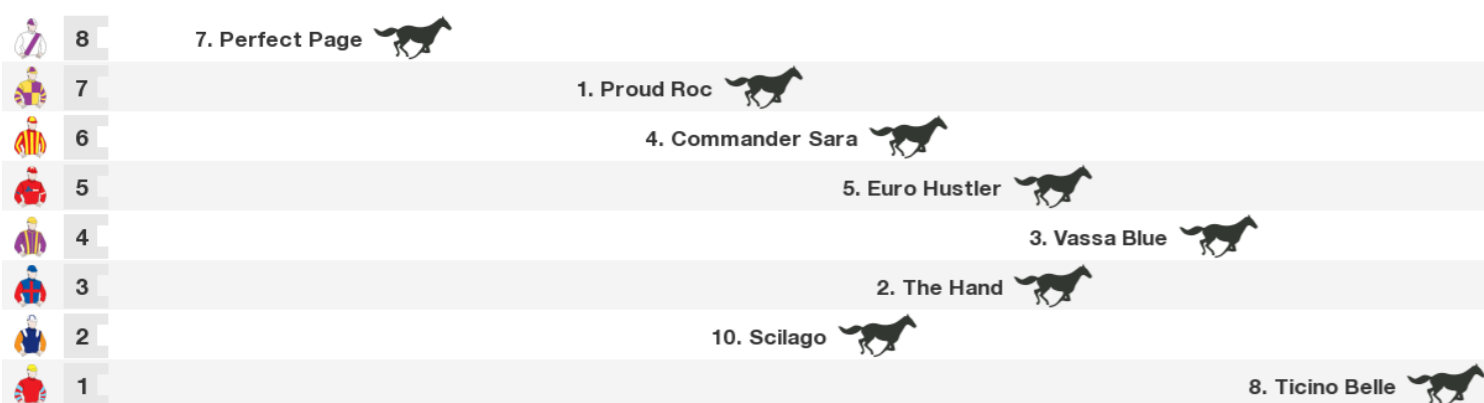 8 7. Perfect Page
7 1. Proud Roc
6 4. Commander Sara
5 5. Euro Hustler
4 3. Vassa Blue
3 2. The Hand
2 10. Scilago
1 8. Ticino Belle